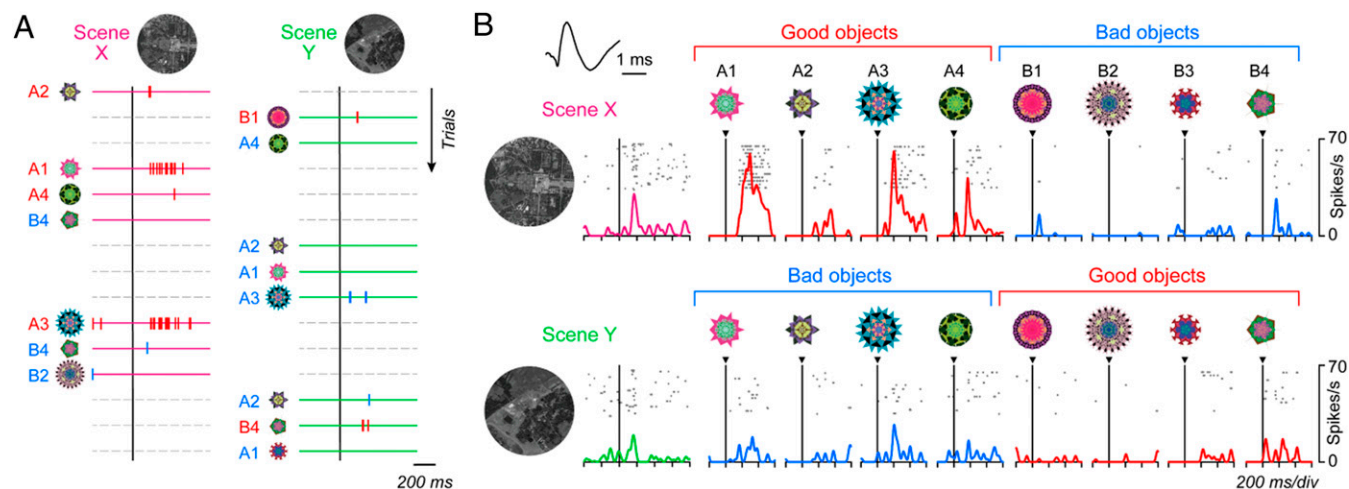 A
Scene
X
Scene
Y
A2
A1
A4
B4
A3
B4
B2
B1
A4
A2
A1
A3
A2
B4
A1
Trials
200 ms
B
1 ms
Good objects
Bad objects
A1 A2 A3 A4 B1 B2 B3 B4
Scene X
70
0
Spikes/s
Bad objects
Good objects
Scene Y
70
0
Spikes/s
200 ms/div